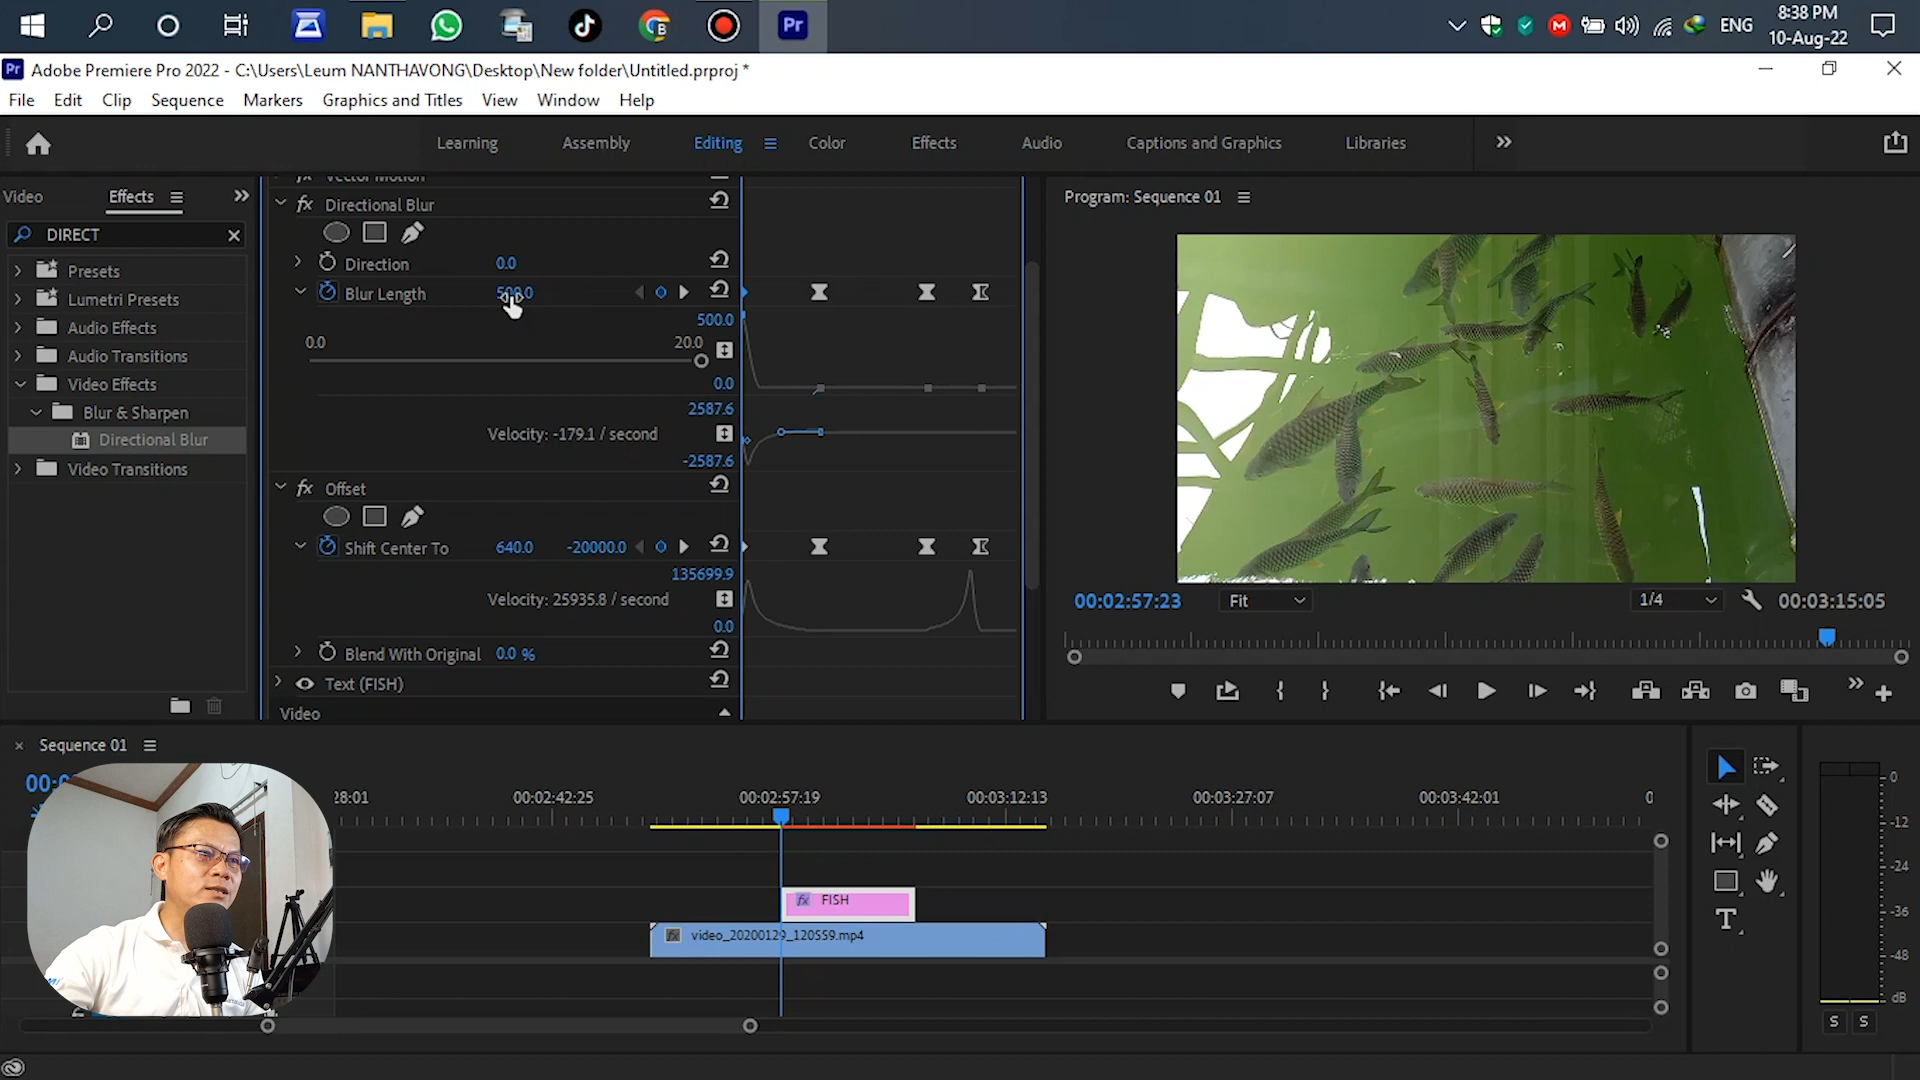 8:38 PM
ENG
10-Aug-22
Adobe Premiere Pro 2022 - C:\Users\Leum NANTHAVONG\Desktop\New folder\Untitled.prproj *
File Edit Clip Sequence Markers Graphics and Titles View Window Help
Learning Assembly Editing Color Effects Audio Captions and Graphics Libraries
Video Effects
DIRECT
Presets
Lumetri Presets
Audio Effects
Audio Transitions
Video Effects
Blur & Sharpen
Directional Blur
Video Transitions
Vector Motion
fx Directional Blur
Direction 0.0
Blur Length 500.0
500.0
0.0 20.0
0.0
2587.6
Velocity: -179.1 / second
-2587.6
fx Offset
Shift Center To 640.0 -20000.0
135699.9
Velocity: 25935.8 / second
0.0
Blend With Original 0.0 %
Text (FISH)
Video
Program: Sequence 01
00:02:57:23 Fit 1/4 00:03:15:05
Sequence 01
28:01 00:02:42:25 00:02:57:19 00:03:12:13 00:03:27:07 00:03:42:01 0
fx FISH
fx video_20200129_120559.mp4
0
-12
-24
-36
-48
dB
S S